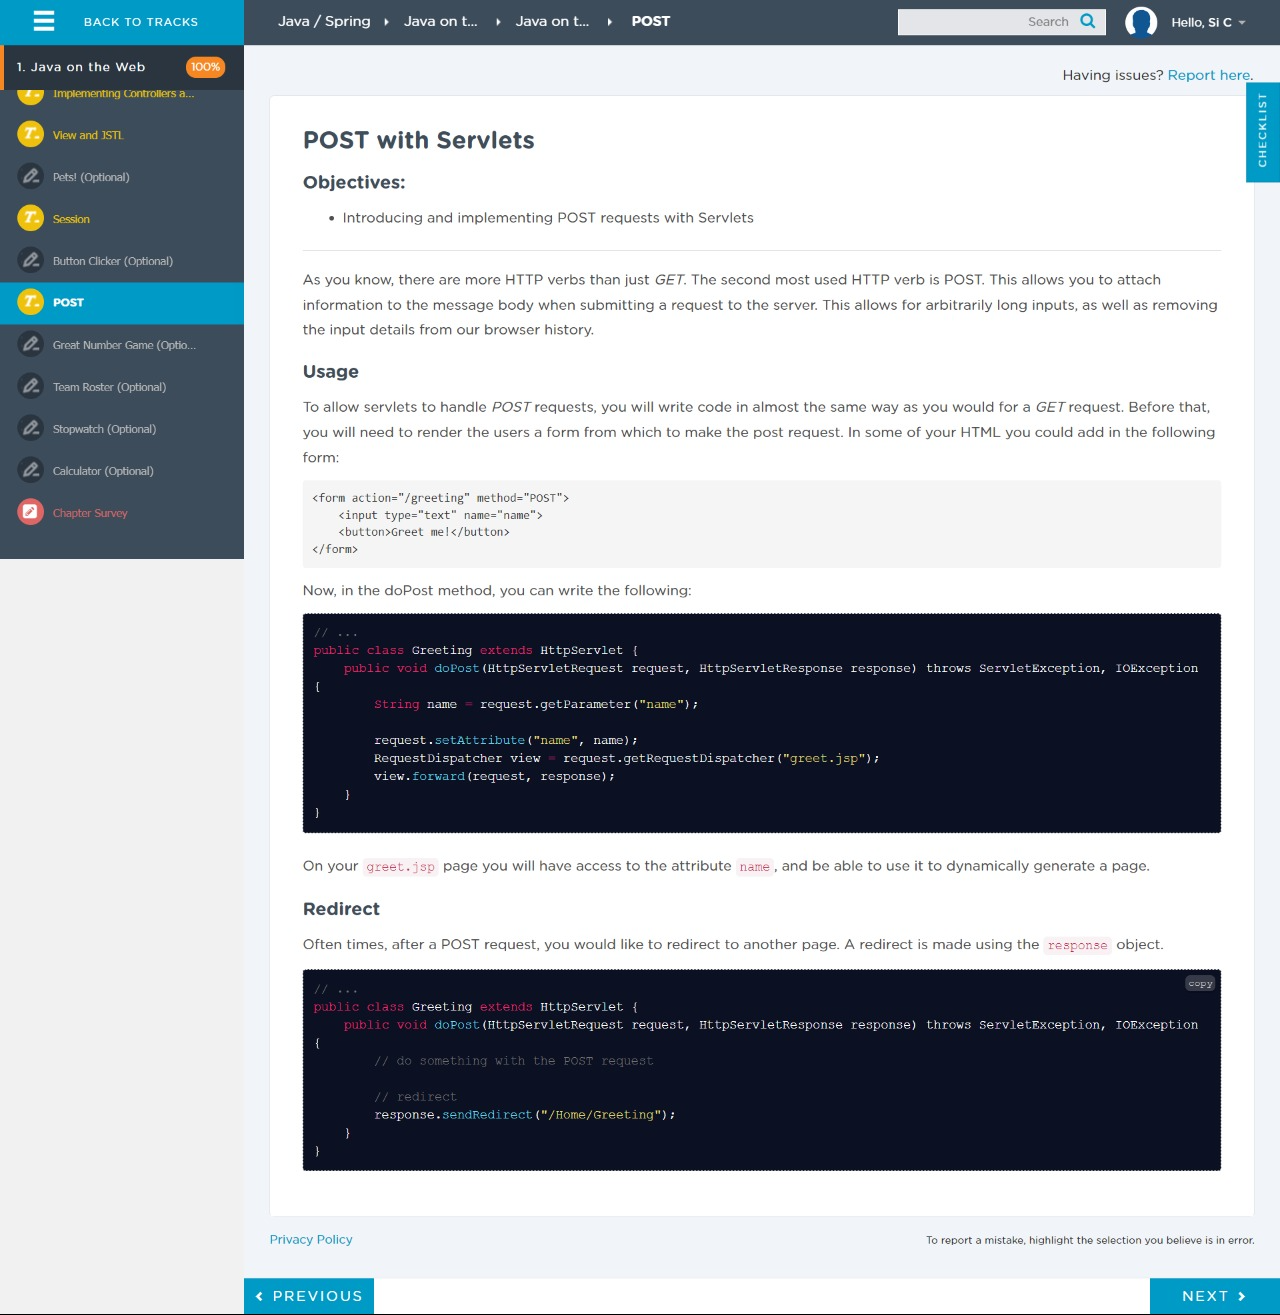 BACK TO TRACKS
Java / Spring
Java on t...
Java on t...
POST
Search
Hello, Si C
1. Java on the Web
100%
Implementing Controllers a...
View and JSTL
Pets! (Optional)
Session
Button Clicker (Optional)
POST
Great Number Game (Optio...
Team Roster (Optional)
Stopwatch (Optional)
Calculator (Optional)
Chapter Survey
Having issues? Report here.
CHECKLIST
POST with Servlets
Objectives:
• Introducing and implementing POST requests with Servlets
As you know, there are more HTTP verbs than just GET. The second most used HTTP verb is POST. This allows you to attach
information to the message body when submitting a request to the server. This allows for arbitrarily long inputs, as well as removing
the input details from our browser history.
Usage
To allow servlets to handle POST requests, you will write code in almost the same way as you would for a GET request. Before that,
you will need to render the users a form from which to make the post request. In some of your HTML you could add in the following
form:
<form action="/greeting" method="POST">
    <input type="text" name="name">
    <button>Greet me!</button>
</form>
Now, in the doPost method, you can write the following:
// ...
public class Greeting extends HttpServlet {
    public void doPost(HttpServletRequest request, HttpServletResponse response) throws ServletException, IOException
{
        String name = request.getParameter("name");
        request.setAttribute("name", name);
        RequestDispatcher view = request.getRequestDispatcher("greet.jsp");
        view.forward(request, response);
    }
}
On your greet.jsp page you will have access to the attribute name, and be able to use it to dynamically generate a page.
Redirect
Often times, after a POST request, you would like to redirect to another page. A redirect is made using the response object.
copy
// ...
public class Greeting extends HttpServlet {
    public void doPost(HttpServletRequest request, HttpServletResponse response) throws ServletException, IOException
{
        // do something with the POST request
        // redirect
        response.sendRedirect("/Home/Greeting");
    }
}
Privacy Policy
To report a mistake, highlight the selection you believe is in error.
PREVIOUS
NEXT